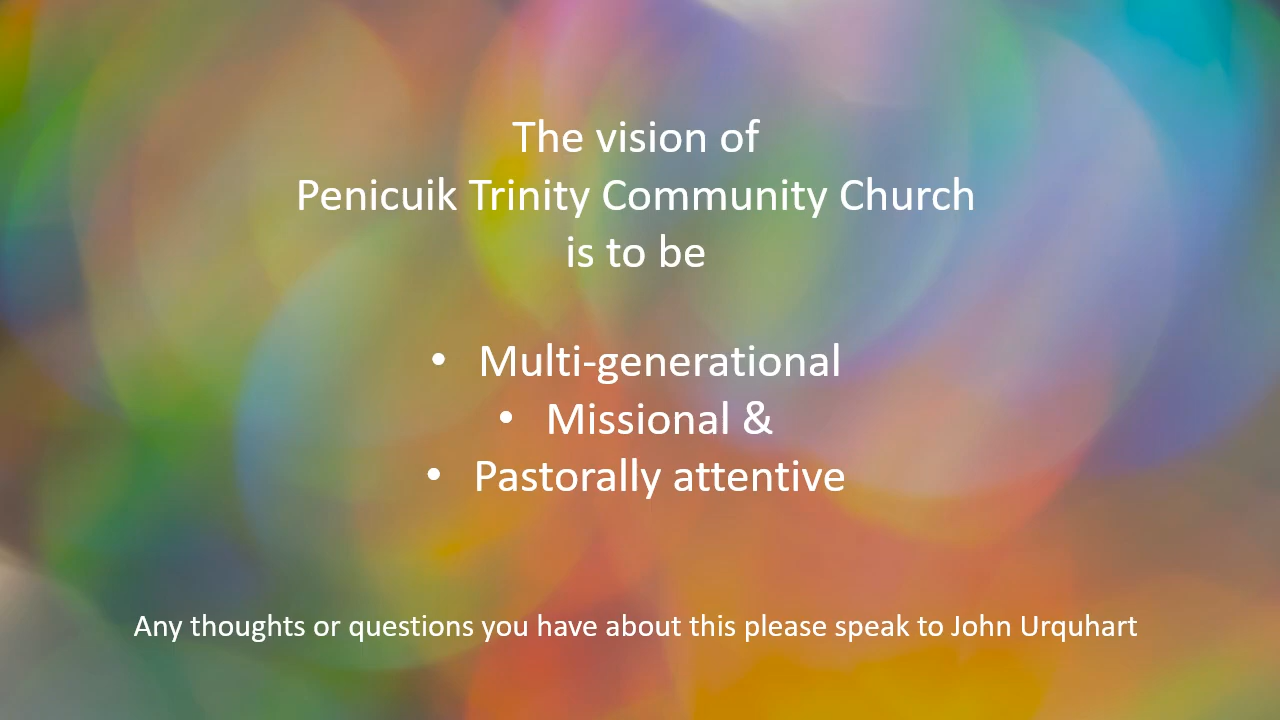 The vision of
Penicuik Trinity Community Church
is to be
• Multi-generational
• Missional &
• Pastorally attentive
Any thoughts or questions you have about this please speak to John Urquhart